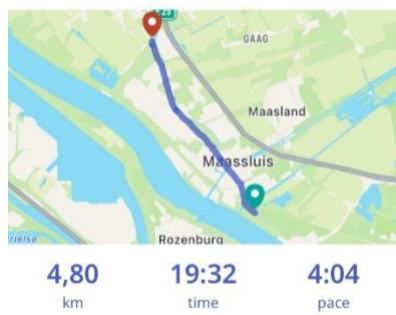 GAAG
Maasland
Maassluis
Rozenburg
4,80 19:32 4:04
km time pace